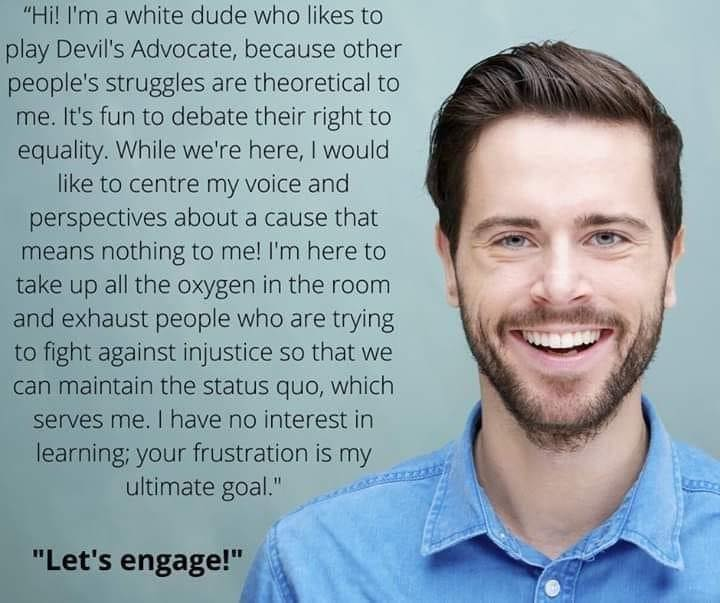 “Hi! I'm a white dude who likes to
play Devil's Advocate, because other
people's struggles are theoretical to
me. It's fun to debate their right to
equality. While we're here, I would
like to centre my voice and
perspectives about a cause that
means nothing to me! I'm here to
take up all the oxygen in the room
and exhaust people who are trying
to fight against injustice so that we
can maintain the status quo, which
serves me. I have no interest in
learning; your frustration is my
ultimate goal."
"Let's engage!"